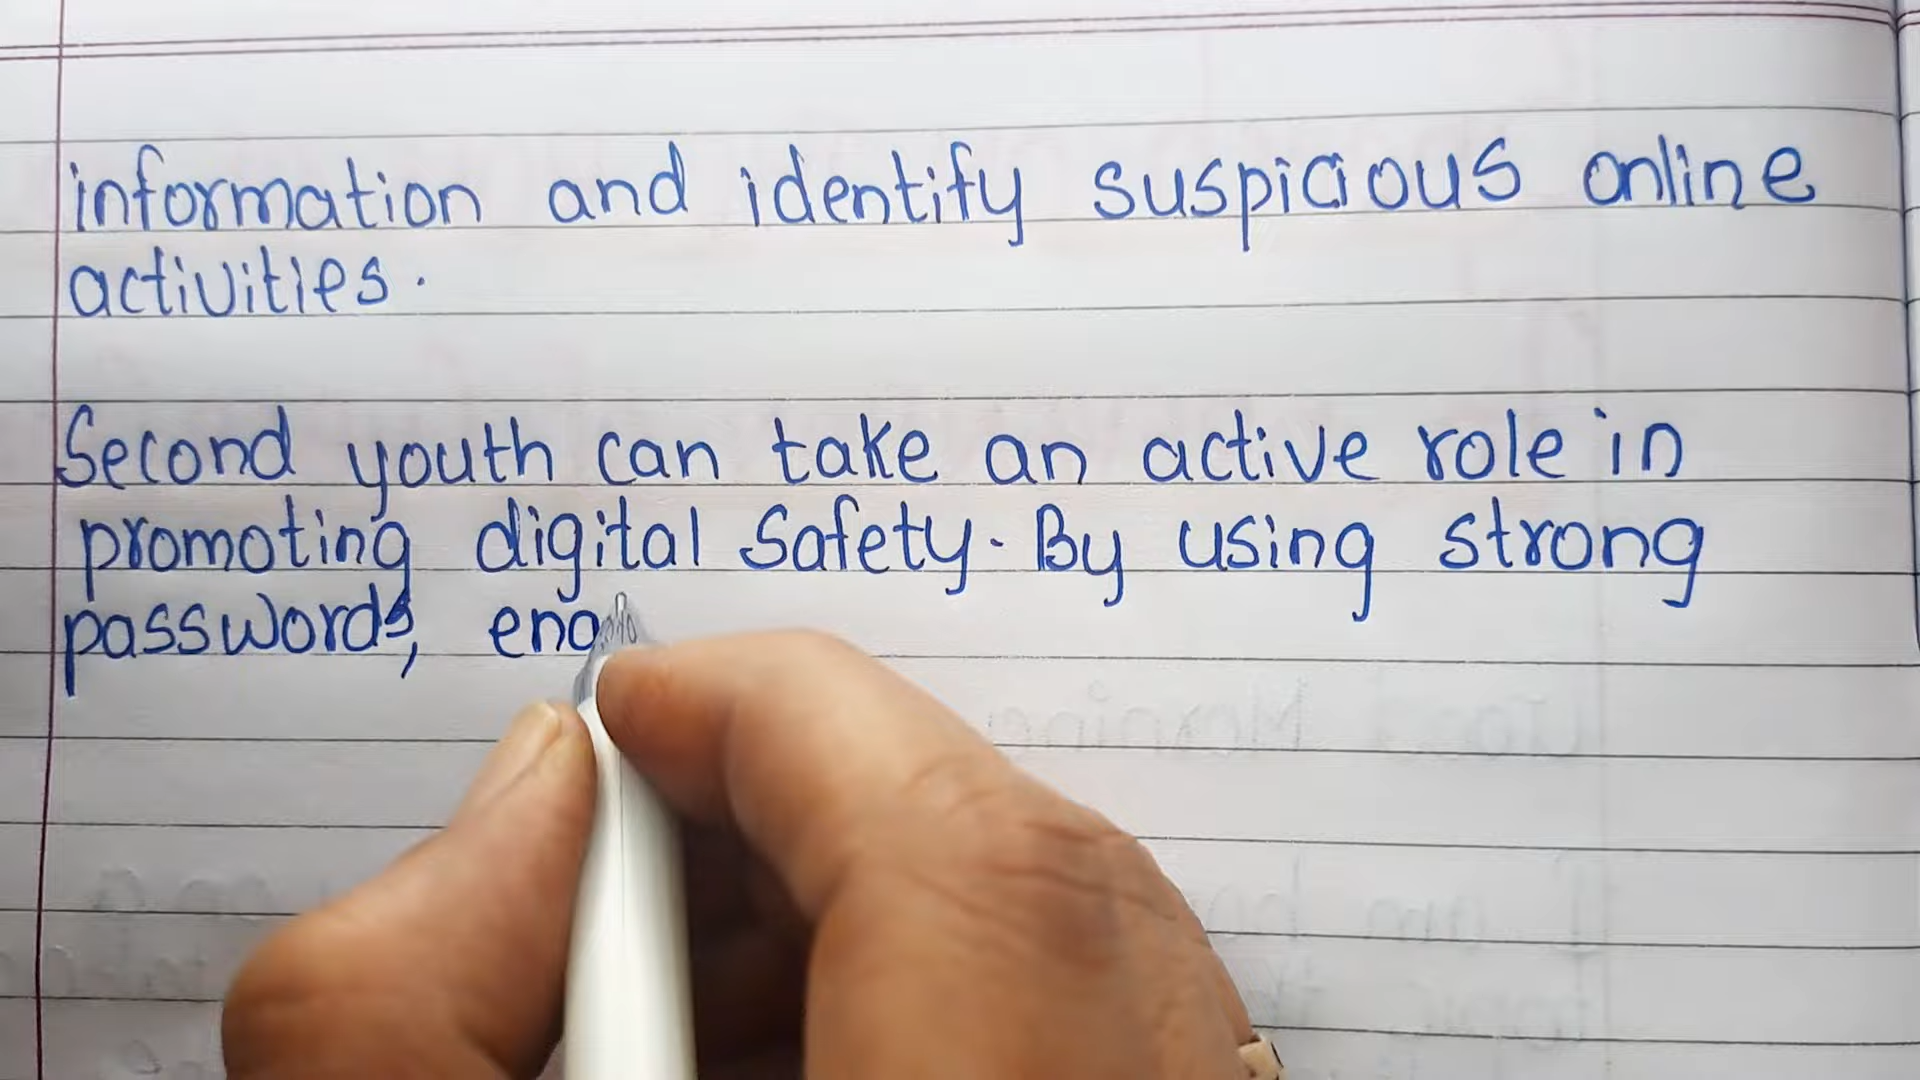 information and identify suspicious online
activities.
Second youth can take an active role in
promoting digital Safety. By using strong
passwords, ena